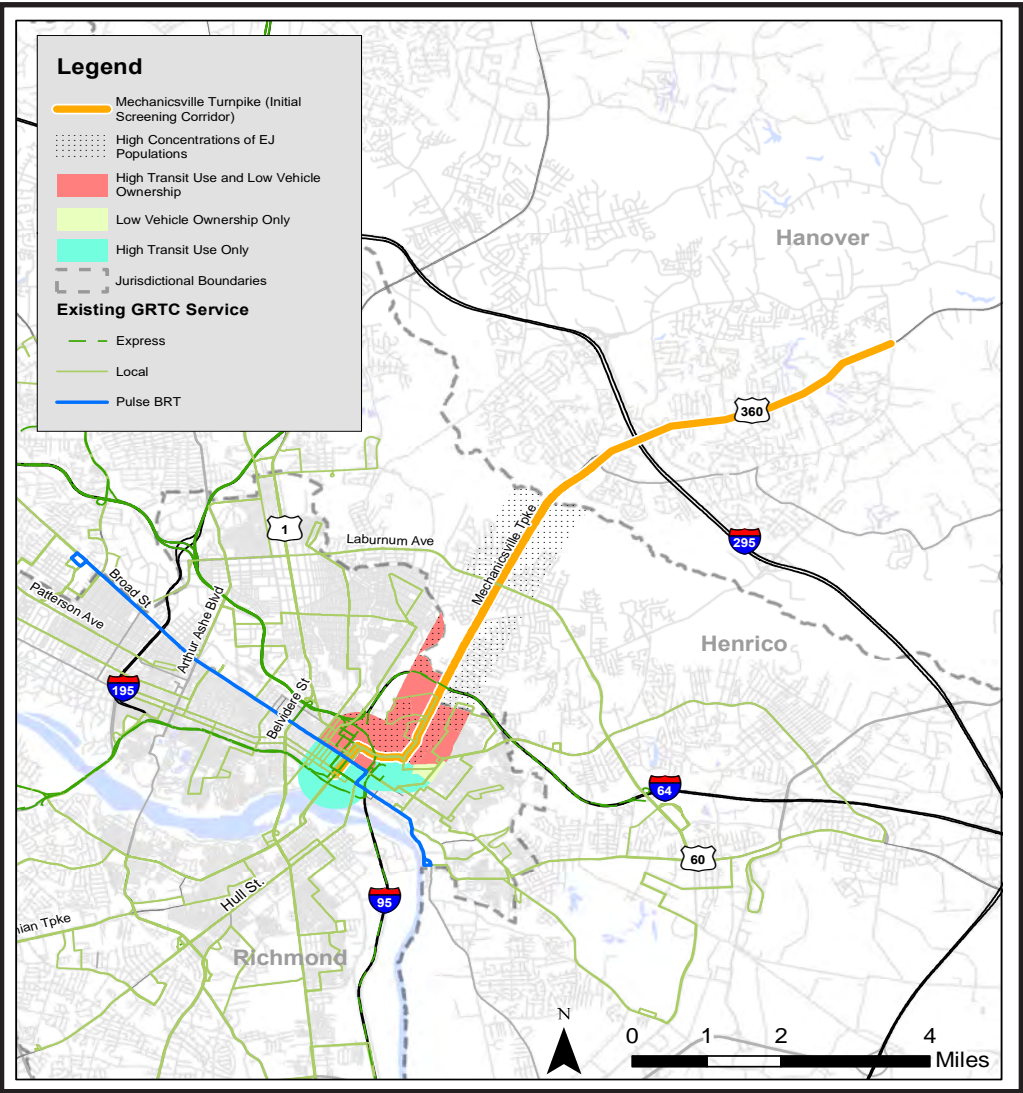 Legend
Mechanicsville Turnpike (Initial
Screening Corridor)
High Concentrations of EJ
Populations
High Transit Use and Low Vehicle
Ownership
Low Vehicle Ownership Only
High Transit Use Only
Jurisdictional Boundaries
Existing GRTC Service
Express
Local
Pulse BRT
Hanover
360
Mechanicsville Tpke
1
Laburnum Ave
295
Broad St
Patterson Ave
Arthur Ashe Blvd
Henrico
195
Belvidere St
64
60
Hull St.
95
nian Tpke
Richmond
N
0 1 2 4
Miles